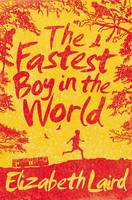 The
Fastest
Boy in the
World
Elizabeth
Laird